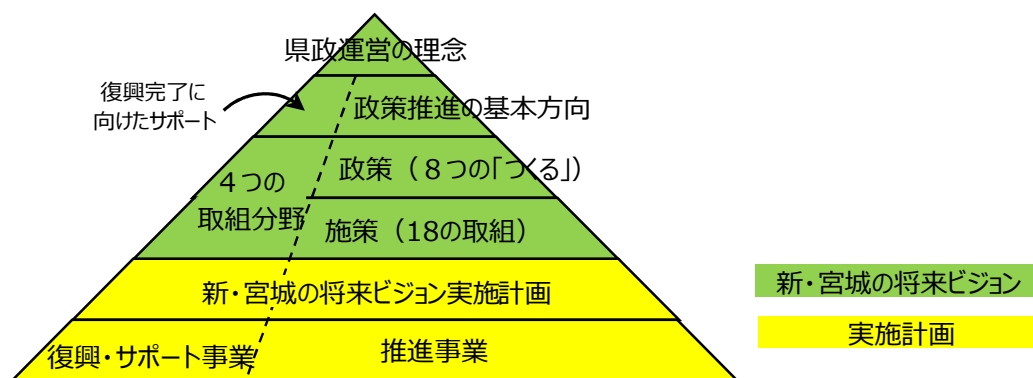 県政運営の理念
復興完了に
向けたサポート
政策推進の基本方向
4つの
取組分野
政策（８つの「つくる」）
施策（18の取組）
新・宮城の将来ビジョン実施計画
復興・サポート事業
推進事業
新・宮城の将来ビジョン
実施計画